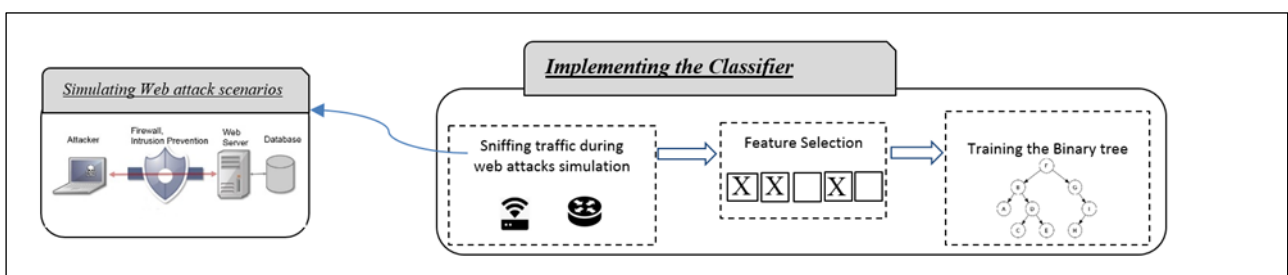 Simulating Web attack scenarios
Attacker
Firewall,
Intrusion Prevention
Web
Server
Database
Implementing the Classifier
Sniffing traffic during
web attacks simulation
Feature Selection
X X X
Training the Binary tree
F
B G
A D I
C E H